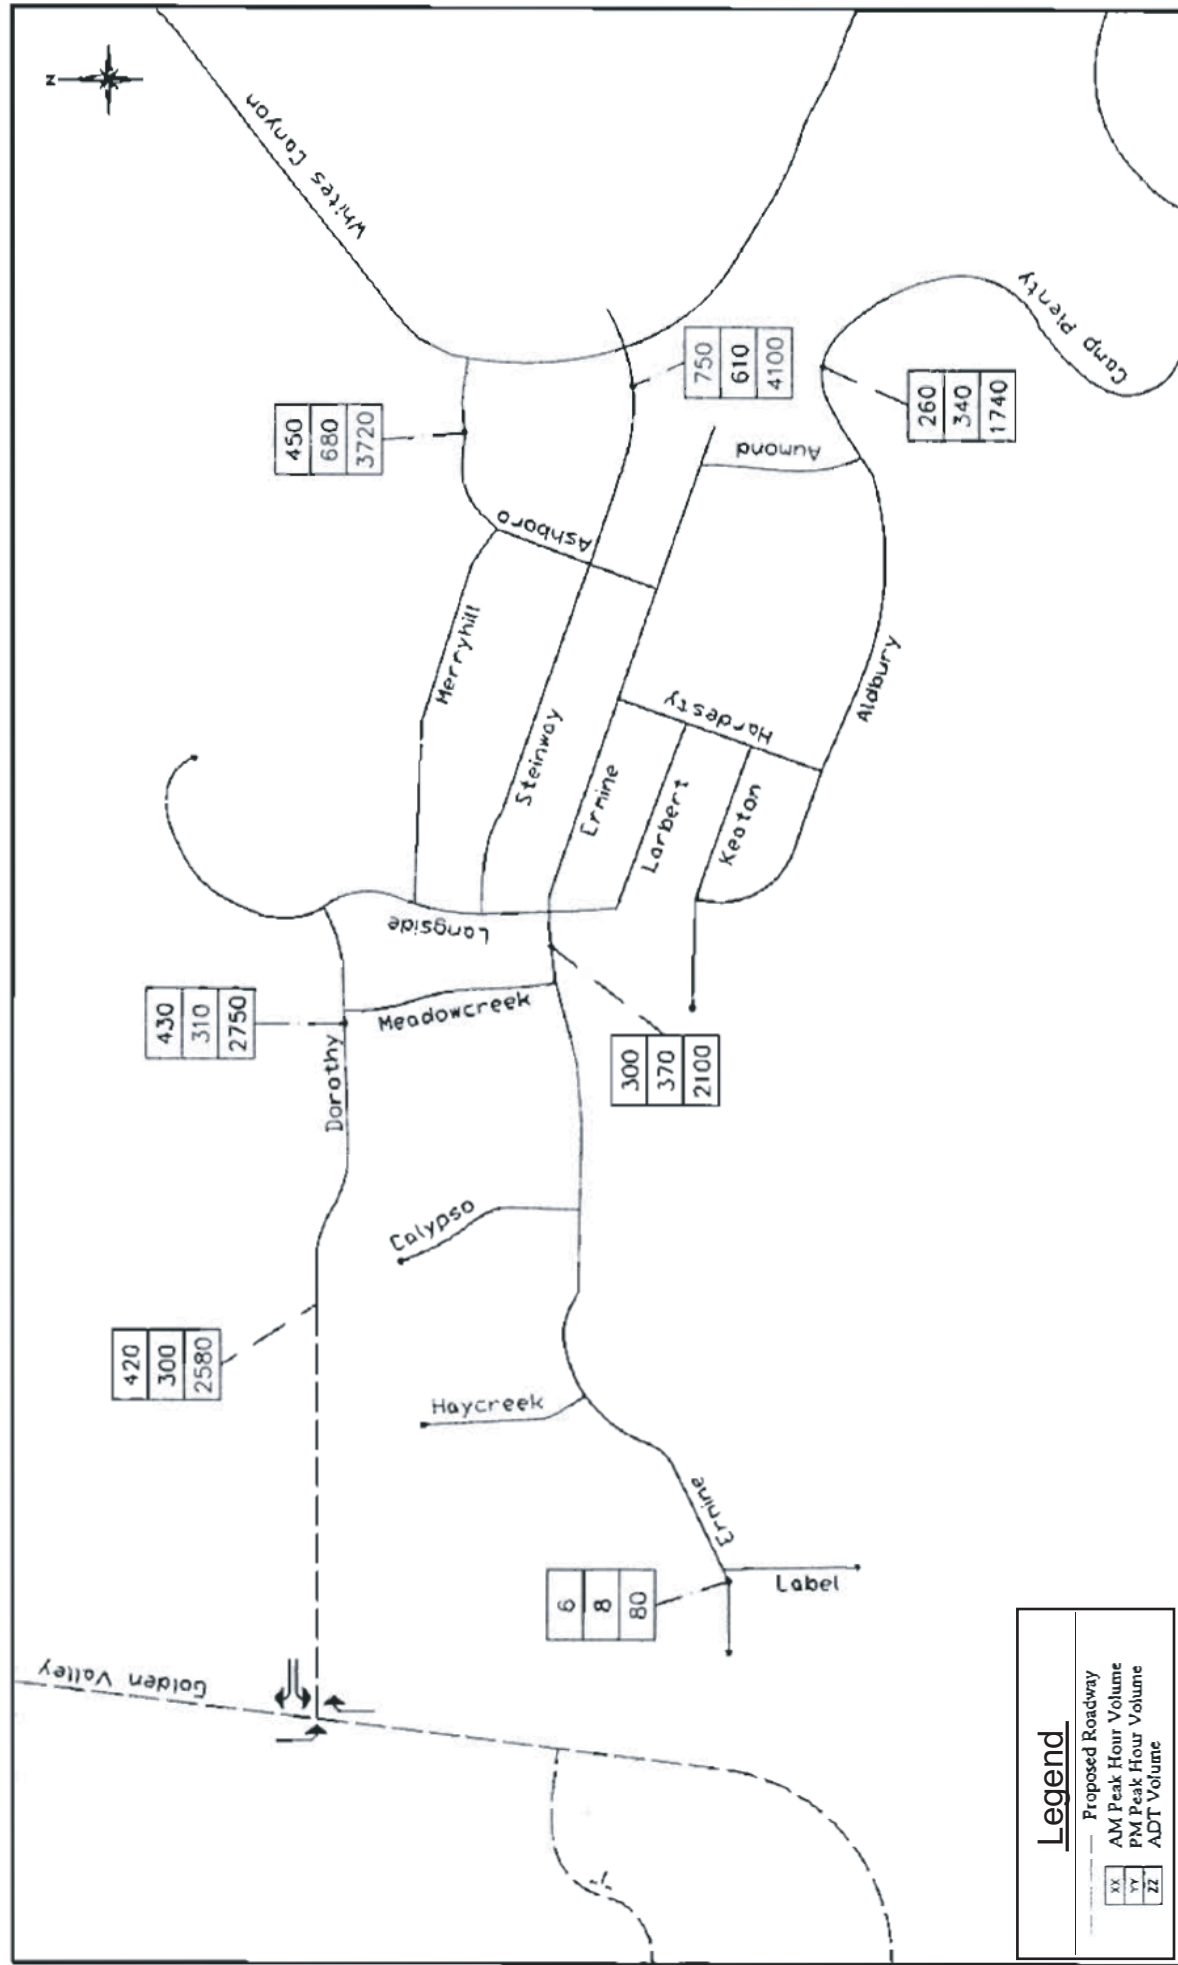 N
Whites Canyon
450
680
3720
750
610
4100
Camp Plenty
260
340
1740
Ashboro
Aumond
Merryhill
Steinway
Hardesty
Aldbury
Ermine
Larbert
Keaton
Langside
430
310
2750
Dorothy
Meadowcreek
300
370
2100
Calypso
420
300
2580
Haycreek
Ermine
6
8
80
Label
Golden Valley
Legend
Proposed Roadway
XX AM Peak Hour Volume
YY PM Peak Hour Volume
ZZ ADT Volume